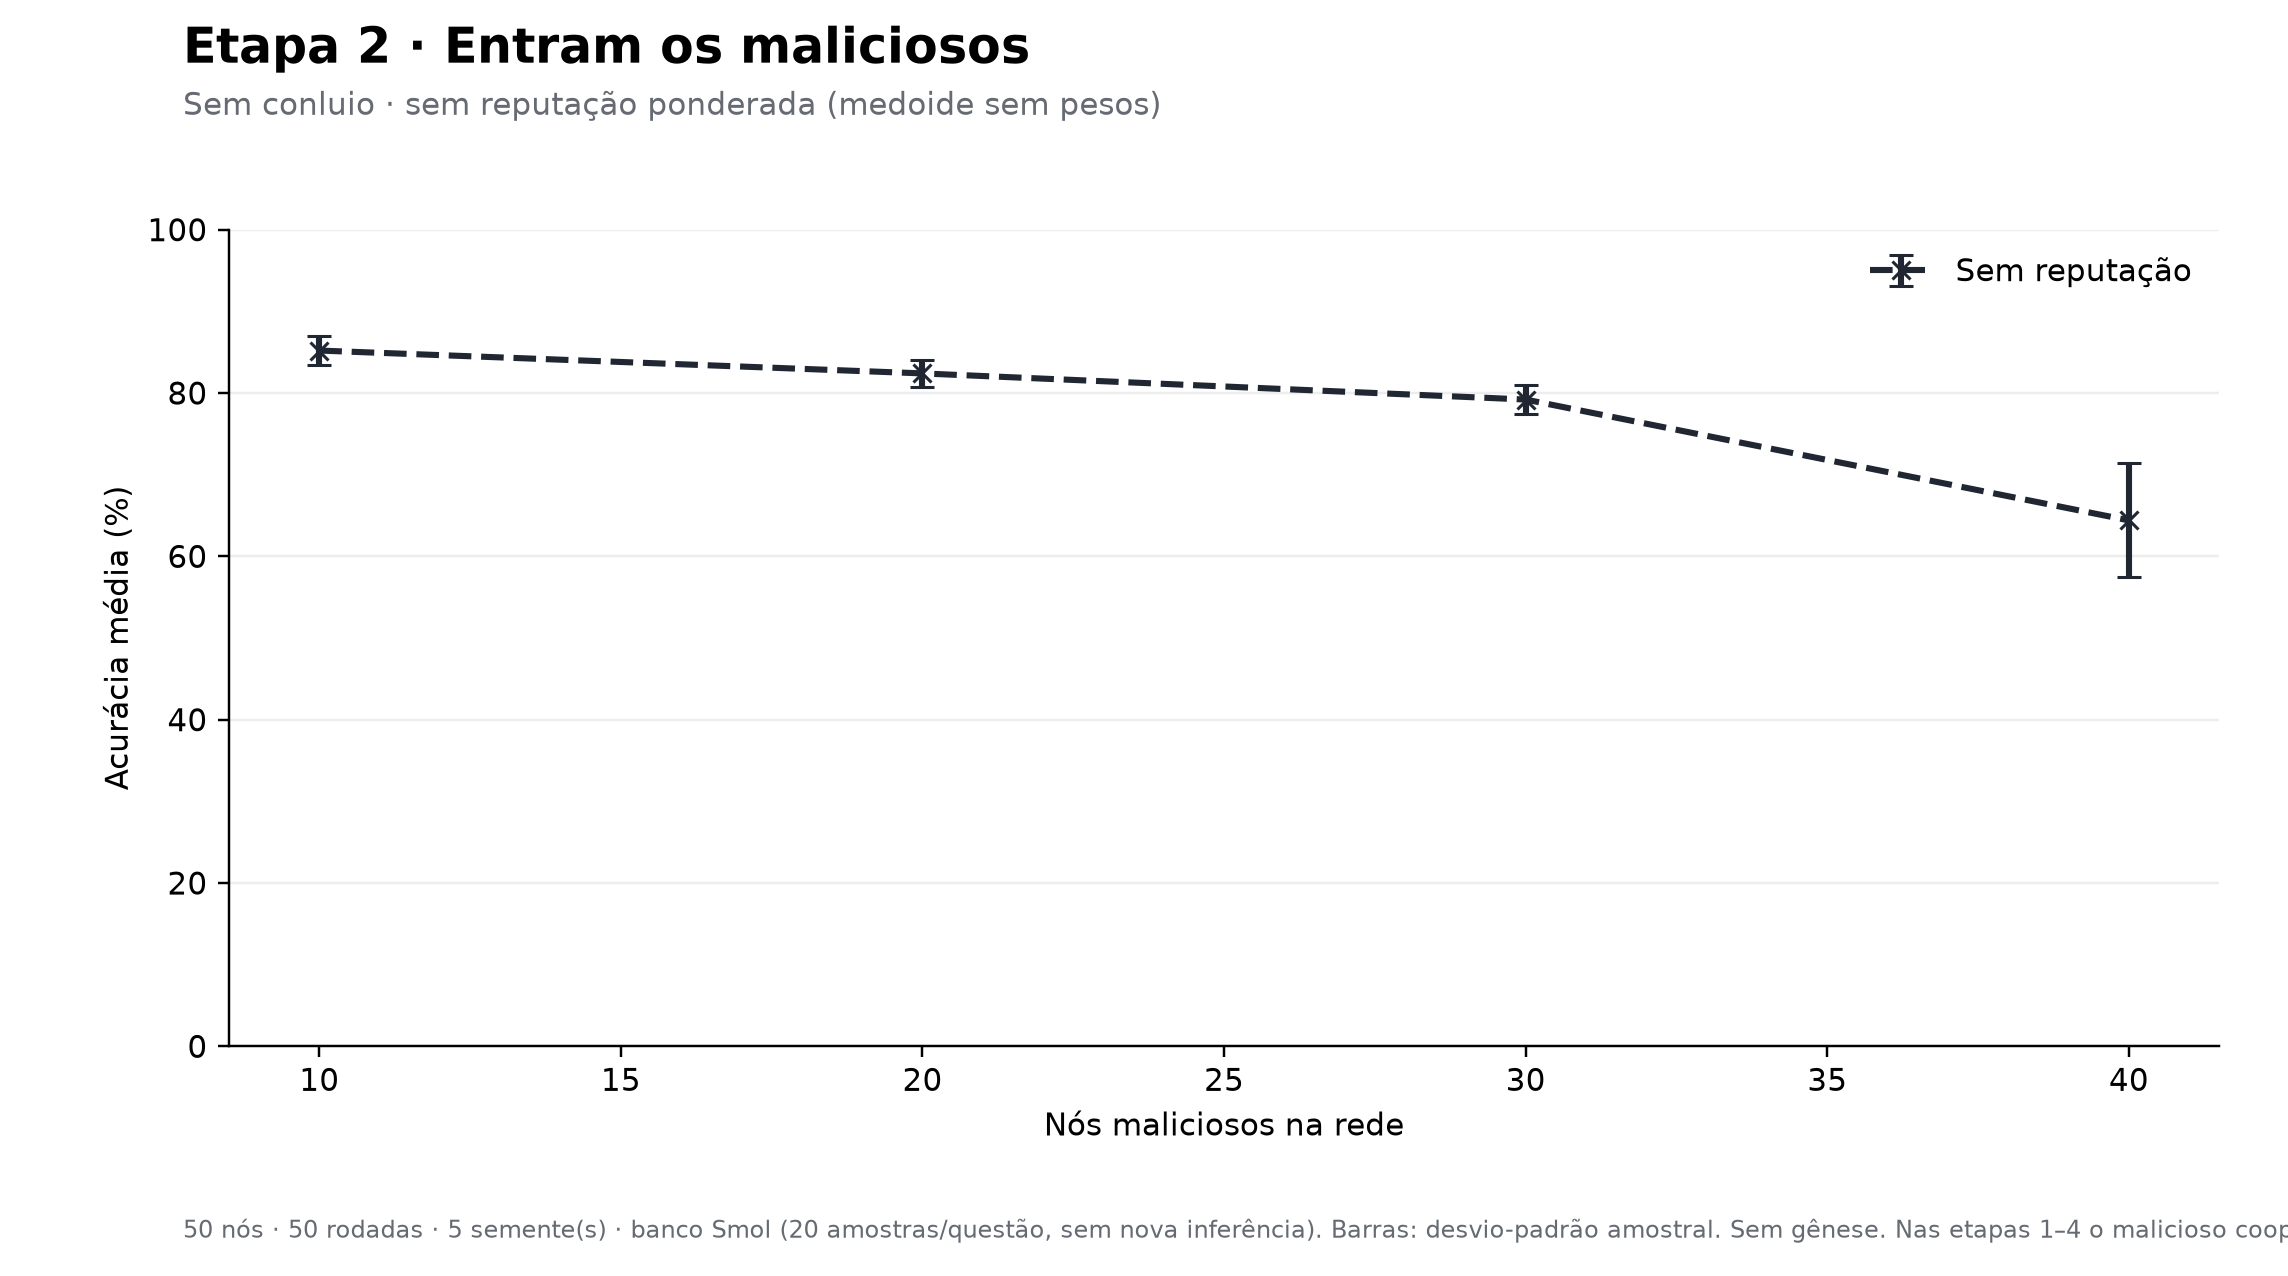 Etapa 2 · Entram os maliciosos
Sem conluio · sem reputação ponderada (medoide sem pesos)
100
80
60
40
20
0
Acurácia média (%)
Sem reputação
10 15 20 25 30 35 40
Nós maliciosos na rede
50 nós · 50 rodadas · 5 semente(s) · banco Smol (20 amostras/questão, sem nova inferência). Barras: desvio-padrão amostral. Sem gênese. Nas etapas 1–4 o malicioso coop